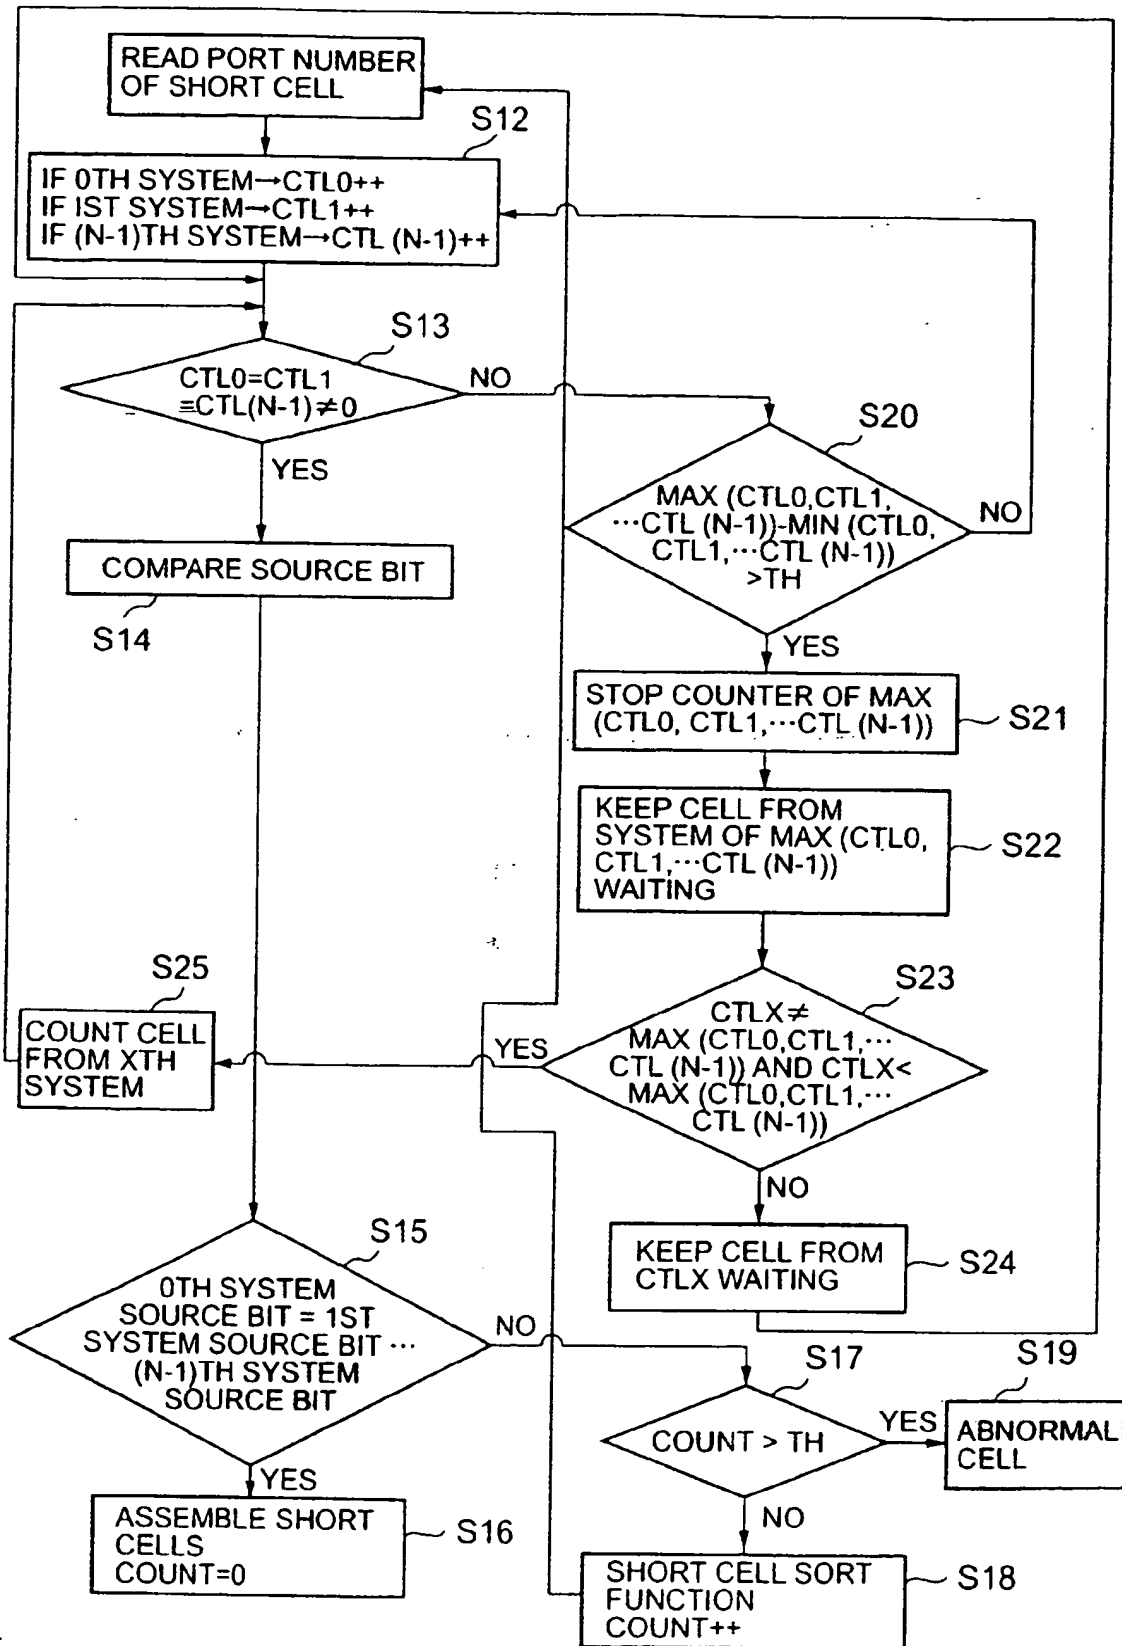 READ PORT NUMBER
OF SHORT CELL
S12
IF 0TH SYSTEM→CTL0++
IF IST SYSTEM→CTL1++
IF (N-1)TH SYSTEM→CTL (N-1)++
S13
CTL0=CTL1
=CTL(N-1)≠0
NO
YES
S20
MAX (CTL0,CTL1,
⋯CTL (N-1))-MIN (CTL0,
CTL1,⋯CTL (N-1))
>TH
NO
YES
COMPARE SOURCE BIT
S14
STOP COUNTER OF MAX
(CTL0, CTL1,⋯CTL (N-1))
S21
KEEP CELL FROM
SYSTEM OF MAX (CTL0,
CTL1,⋯CTL (N-1))
WAITING
S22
S23
CTLX≠
MAX (CTL0,CTL1,⋯
CTL (N-1)) AND CTLX<
MAX (CTL0,CTL1,⋯
CTL (N-1))
YES
NO
S25
COUNT CELL
FROM XTH
SYSTEM
KEEP CELL FROM
CTLX WAITING
S24
S15
0TH SYSTEM
SOURCE BIT = 1ST
SYSTEM SOURCE BIT ⋯
(N-1)TH SYSTEM
SOURCE BIT
NO
YES
S17
COUNT > TH
YES
NO
S19
ABNORMAL
CELL
ASSEMBLE SHORT
CELLS
COUNT=0
S16
SHORT CELL SORT
FUNCTION
COUNT++
S18